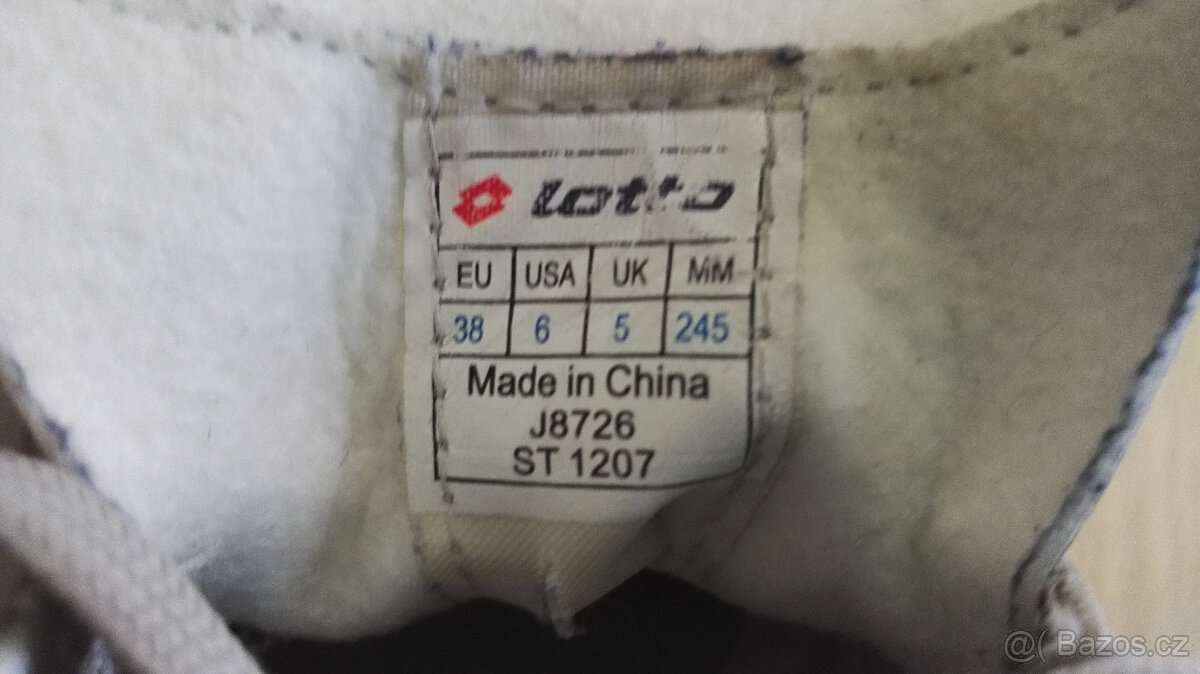 lotto
EU USA UK MM
38 6 5 245
Made in China
J8726
ST 1207
@( Bazos.cz